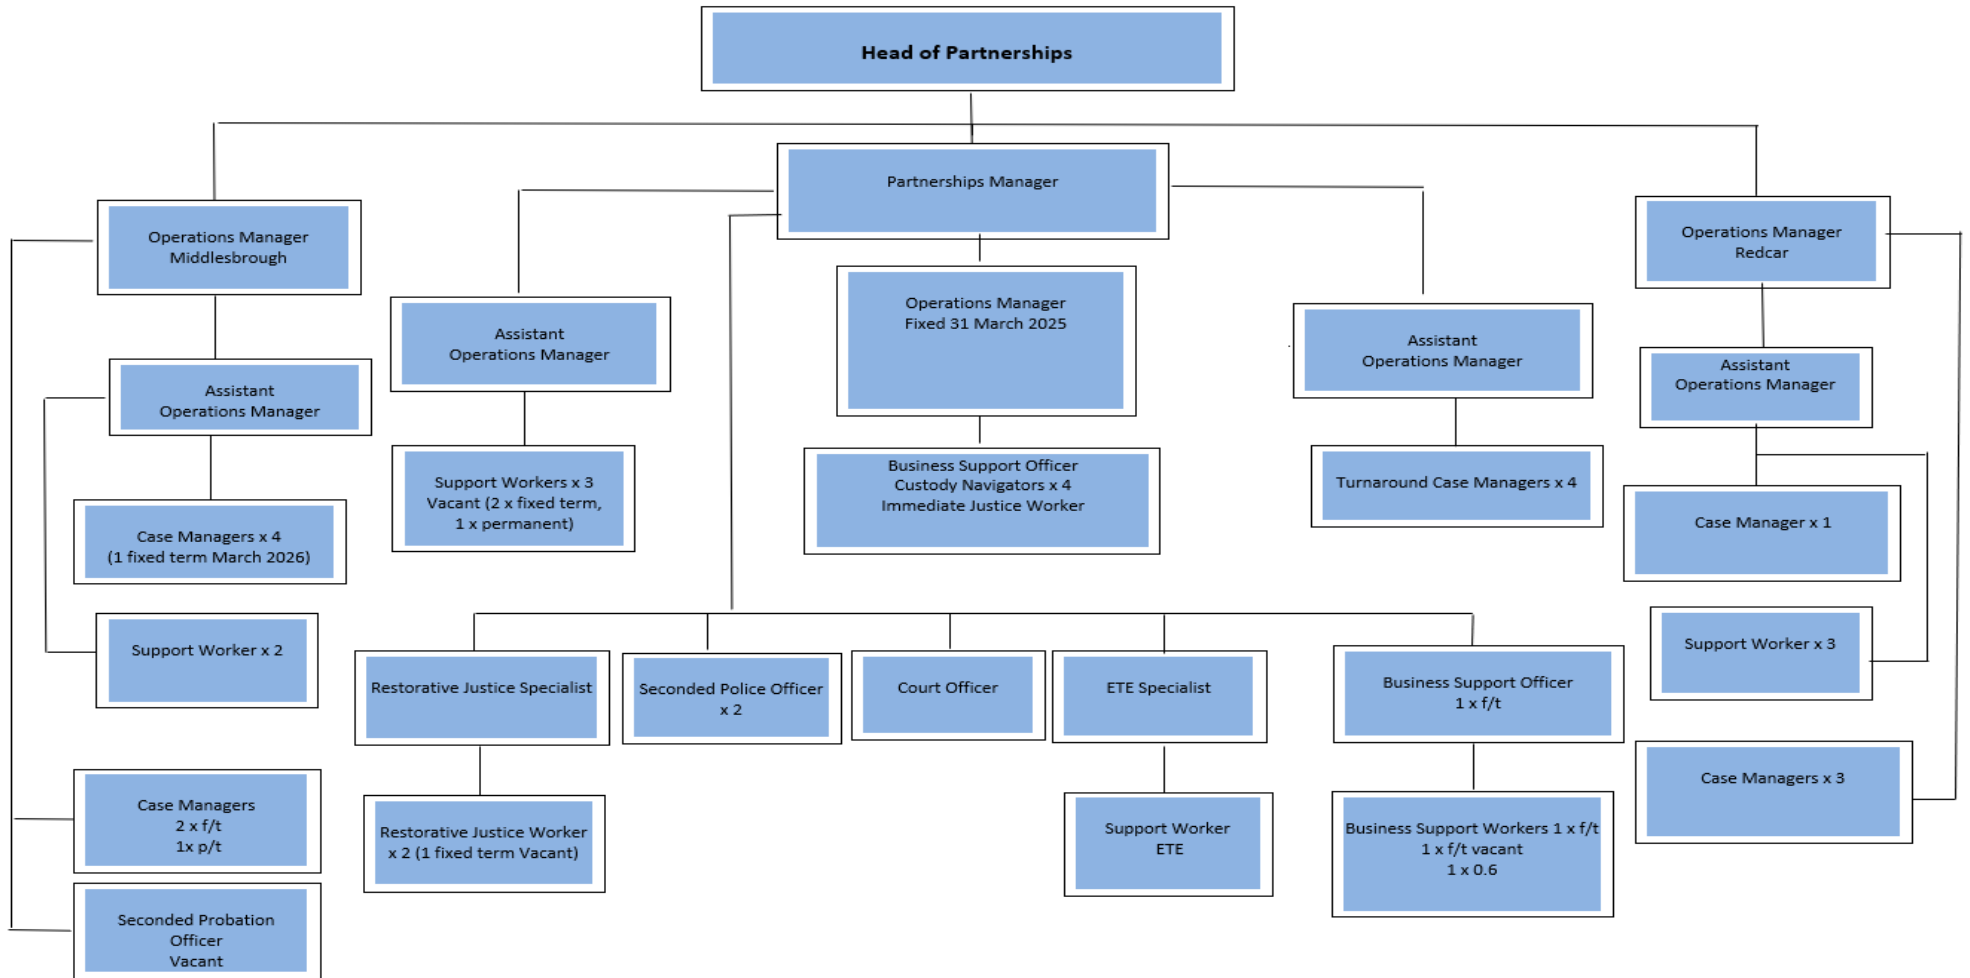 Head of Partnerships
Partnerships Manager
Operations Manager
Middlesbrough
Operations Manager
Redcar
Assistant
Operations Manager
Operations Manager
Fixed 31 March 2025
Assistant
Operations Manager
Assistant
Operations Manager
Assistant
Operations Manager
Support Workers x 3
Vacant (2 x fixed term,
1 x permanent)
Business Support Officer
Custody Navigators x 4
Immediate Justice Worker
Turnaround Case Managers x 4
Case Managers x 4
(1 fixed term March 2026)
Case Manager x 1
Support Worker x 2
Support Worker x 3
Restorative Justice Specialist
Seconded Police Officer
x 2
Court Officer
ETE Specialist
Business Support Officer
1 x f/t
Case Managers
2 x f/t
1x p/t
Restorative Justice Worker
x 2 (1 fixed term Vacant)
Support Worker
ETE
Business Support Workers 1 x f/t
1 x f/t vacant
1 x 0.6
Case Managers x 3
Seconded Probation
Officer
Vacant